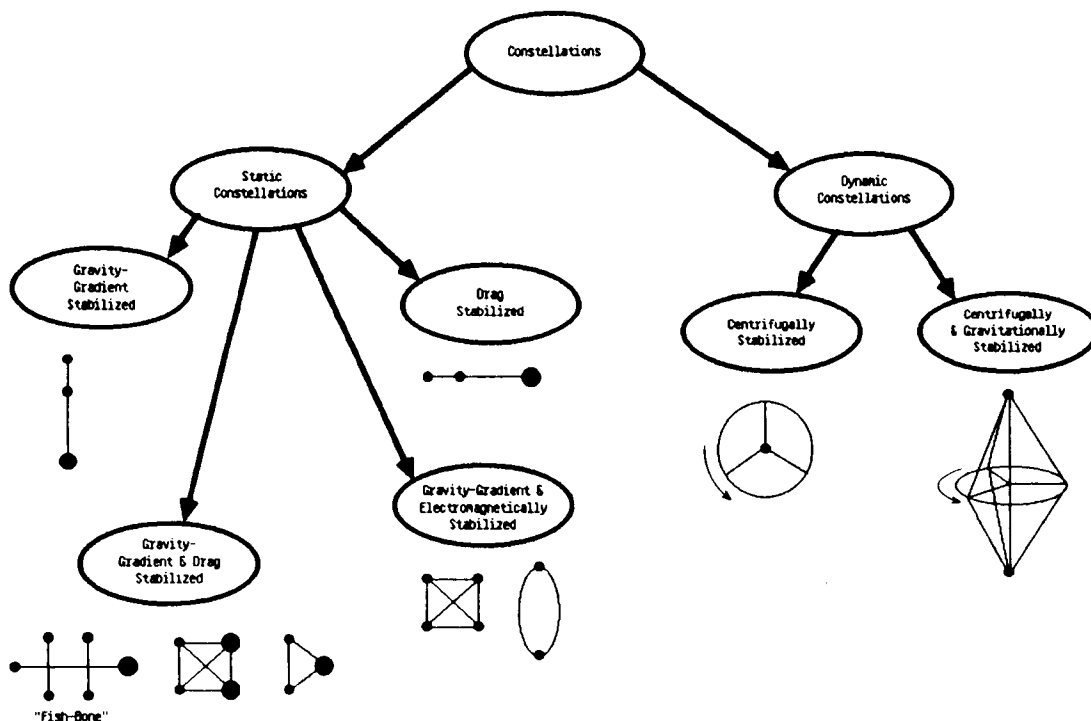 Constellations
Static
Constellations
Dynamic
Constellations
Gravity-
Gradient
Stabilized
Drag
Stabilized
Centrifugally
Stabilized
Centrifugally
& Gravitationally
Stabilized
Gravity-Gradient &
Electromagnetically
Stabilized
Gravity-
Gradient & Drag
Stabilized
"Fish-Bone"